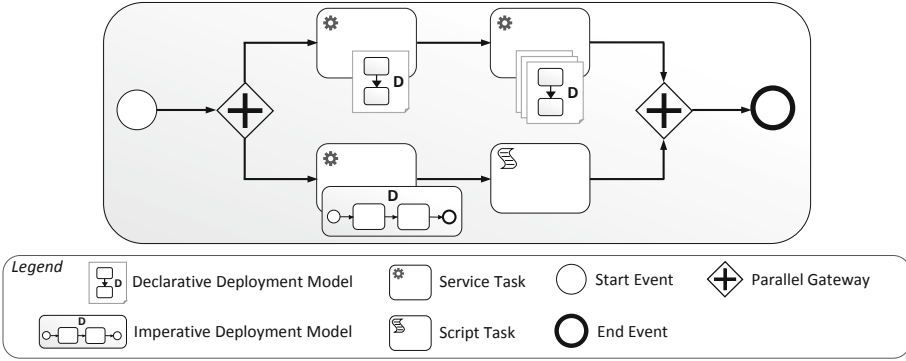 D
D
D
Legend
D
Declarative Deployment Model
Service Task
Start Event
Parallel Gateway
D
Imperative Deployment Model
Script Task
End Event